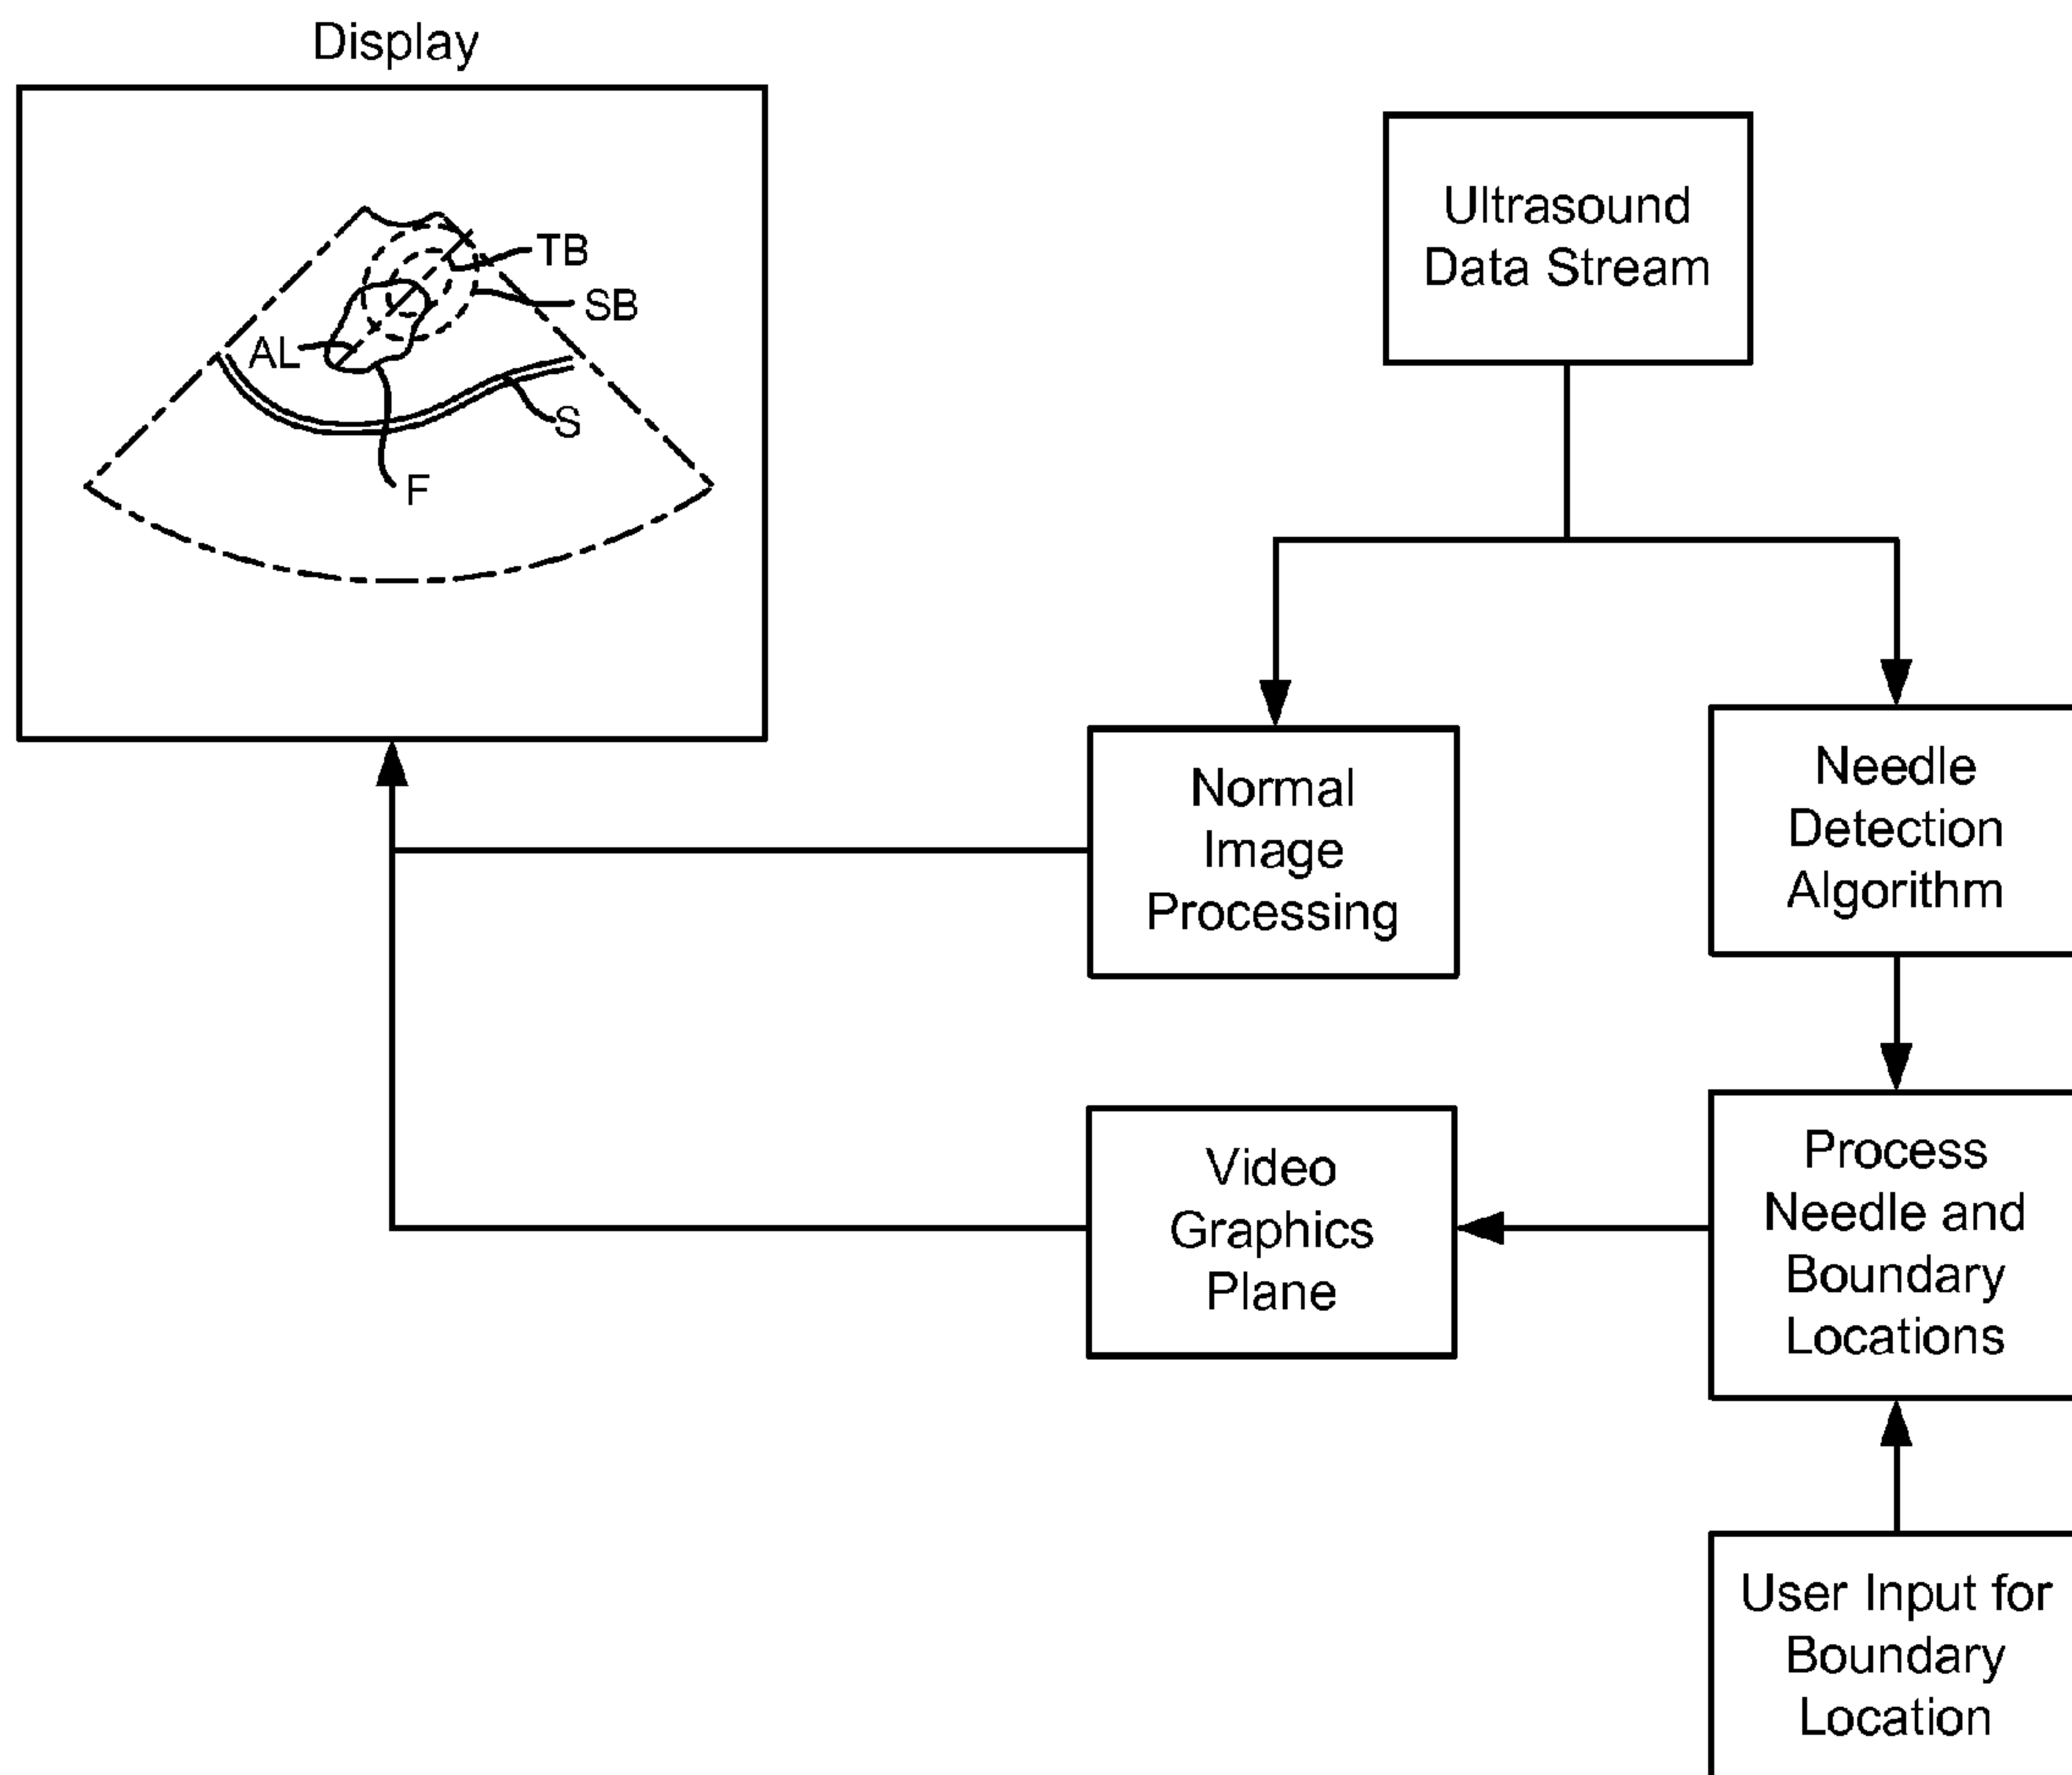 Display
TB
SB
AL
S
F
Ultrasound
Data Stream
Normal
Image
Processing
Needle
Detection
Algorithm
Video
Graphics
Plane
Process
Needle and
Boundary
Locations
User Input for
Boundary
Location